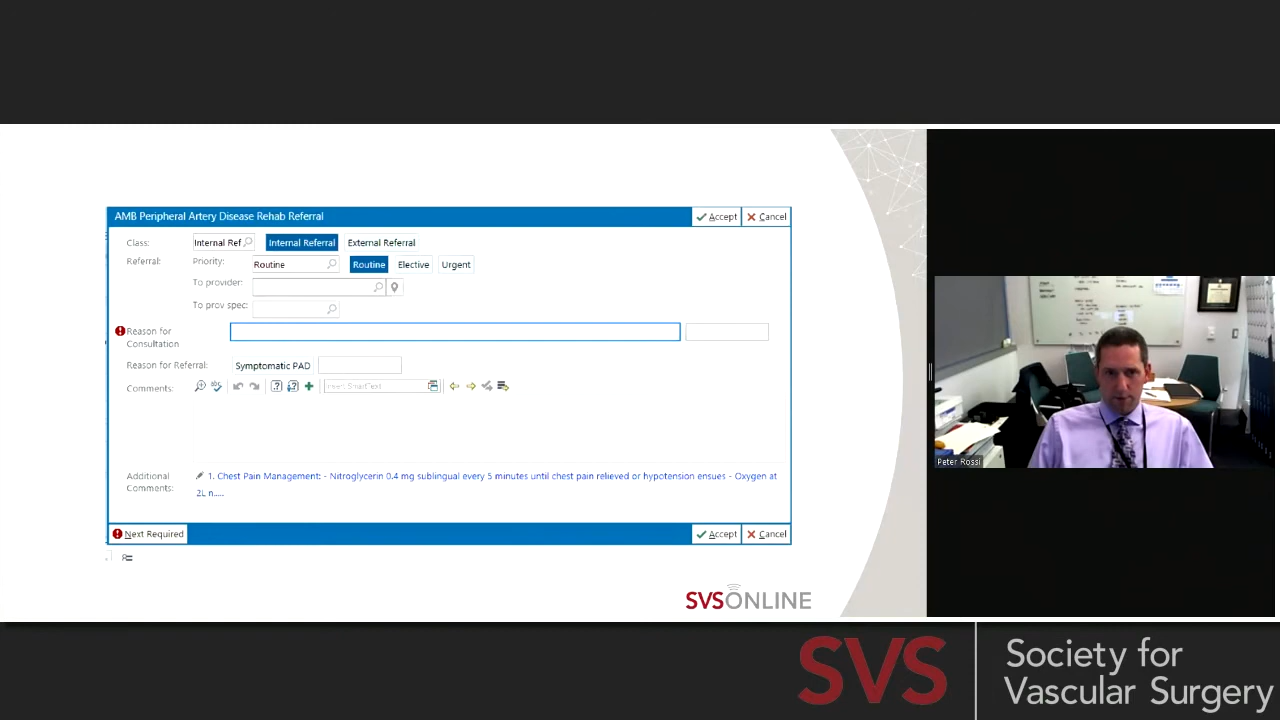 AMB Peripheral Artery Disease Rehab Referral
Accept
Cancel
Class:
Internal Ref
Internal Referral
External Referral
Referral:
Priority:
Routine
Routine
Elective
Urgent
To provider:
To prov spec:
Reason for
Consultation
Reason for Referral:
Symptomatic PAD
Comments:
Insert SmartText
Additional
Comments:
1. Chest Pain Management: - Nitroglycerin 0.4 mg sublingual every 5 minutes until chest pain relieved or hypotension ensues - Oxygen at
2L n.....
Next Required
Accept
Cancel
SVSONLINE
Peter Rossi
SVS
Society for
Vascular Surgery